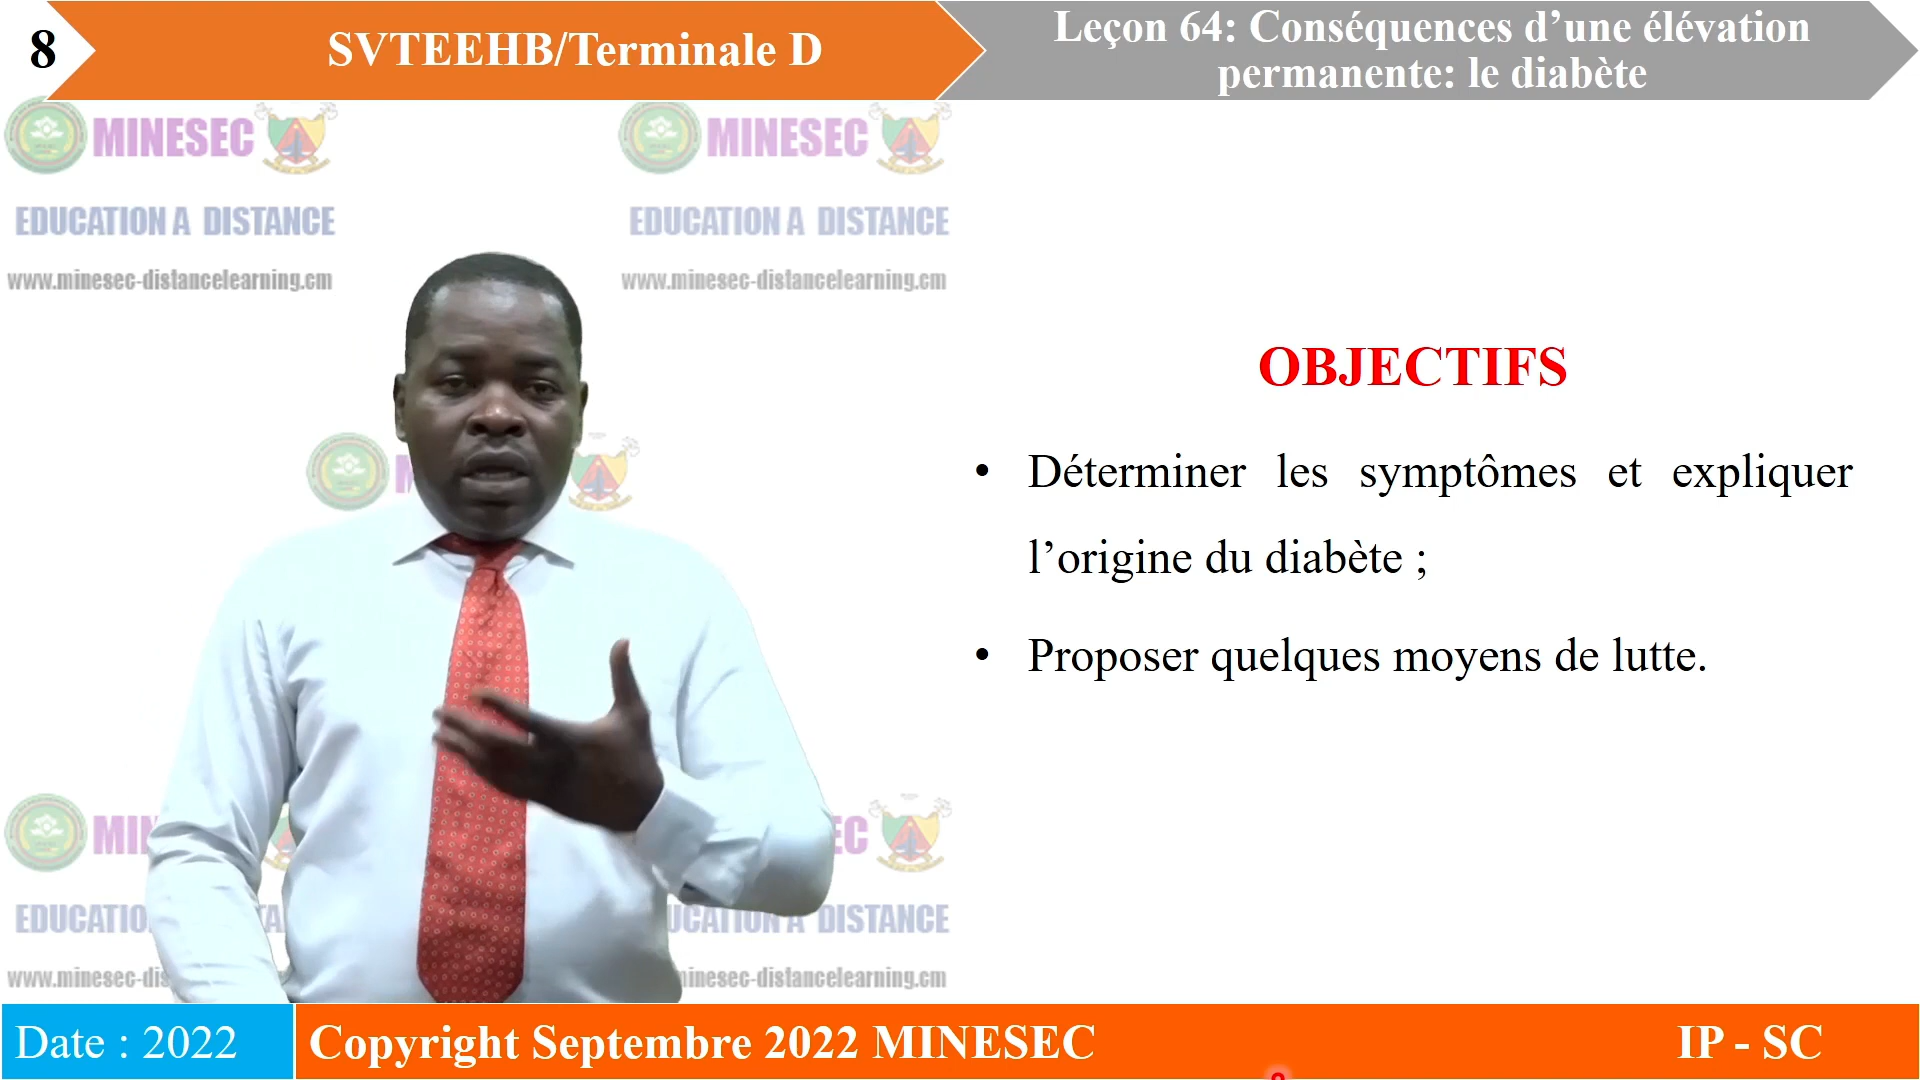 8
SVTEEHB/Terminale D
Leçon 64: Conséquences d’une élévation
permanente: le diabète
MINESEC
MINESEC
EDUCATION A DISTANCE
EDUCATION A DISTANCE
www.minesec-distancelearning.cm
www.minesec-distancelearning.cm
OBJECTIFS
• Déterminer les symptômes et expliquer
l’origine du diabète ;
• Proposer quelques moyens de lutte.
DISTANCE
Date : 2022
Copyright Septembre 2022 MINESEC
IP - SC